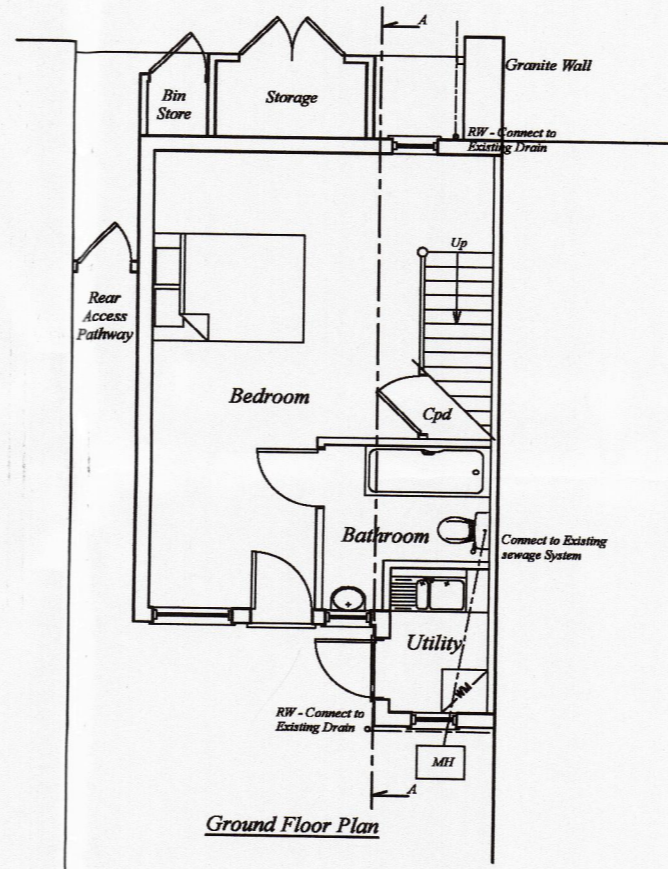 A
Granite Wall
Bin
Store
Storage
RW - Connect to
Existing Drain
Up
Rear
Access
Pathway
Bedroom
Cpd
Bathroom
Connect to Existing
sewage System
Utility
WM
RW - Connect to
Existing Drain
MH
A
Ground Floor Plan